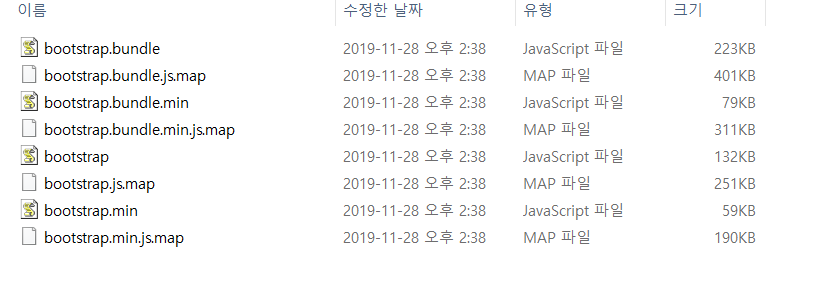 이름 수정한 날짜 유형 크기
bootstrap.bundle 2019-11-28 오후 2:38 JavaScript 파일 223KB
bootstrap.bundle.js.map 2019-11-28 오후 2:38 MAP 파일 401KB
bootstrap.bundle.min 2019-11-28 오후 2:38 JavaScript 파일 79KB
bootstrap.bundle.min.js.map 2019-11-28 오후 2:38 MAP 파일 311KB
bootstrap 2019-11-28 오후 2:38 JavaScript 파일 132KB
bootstrap.js.map 2019-11-28 오후 2:38 MAP 파일 251KB
bootstrap.min 2019-11-28 오후 2:38 JavaScript 파일 59KB
bootstrap.min.js.map 2019-11-28 오후 2:38 MAP 파일 190KB